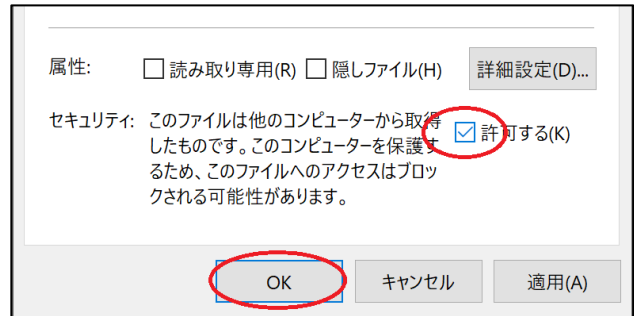 属性: 読み取り専用(R) 隠しファイル(H) 詳細設定(D)...
セキュリティ: このファイルは他のコンピューターから取得
したものです。このコンピューターを保護す
るため、このファイルへのアクセスはブロッ
クされる可能性があります。
許可する(K)
OK キャンセル 適用(A)